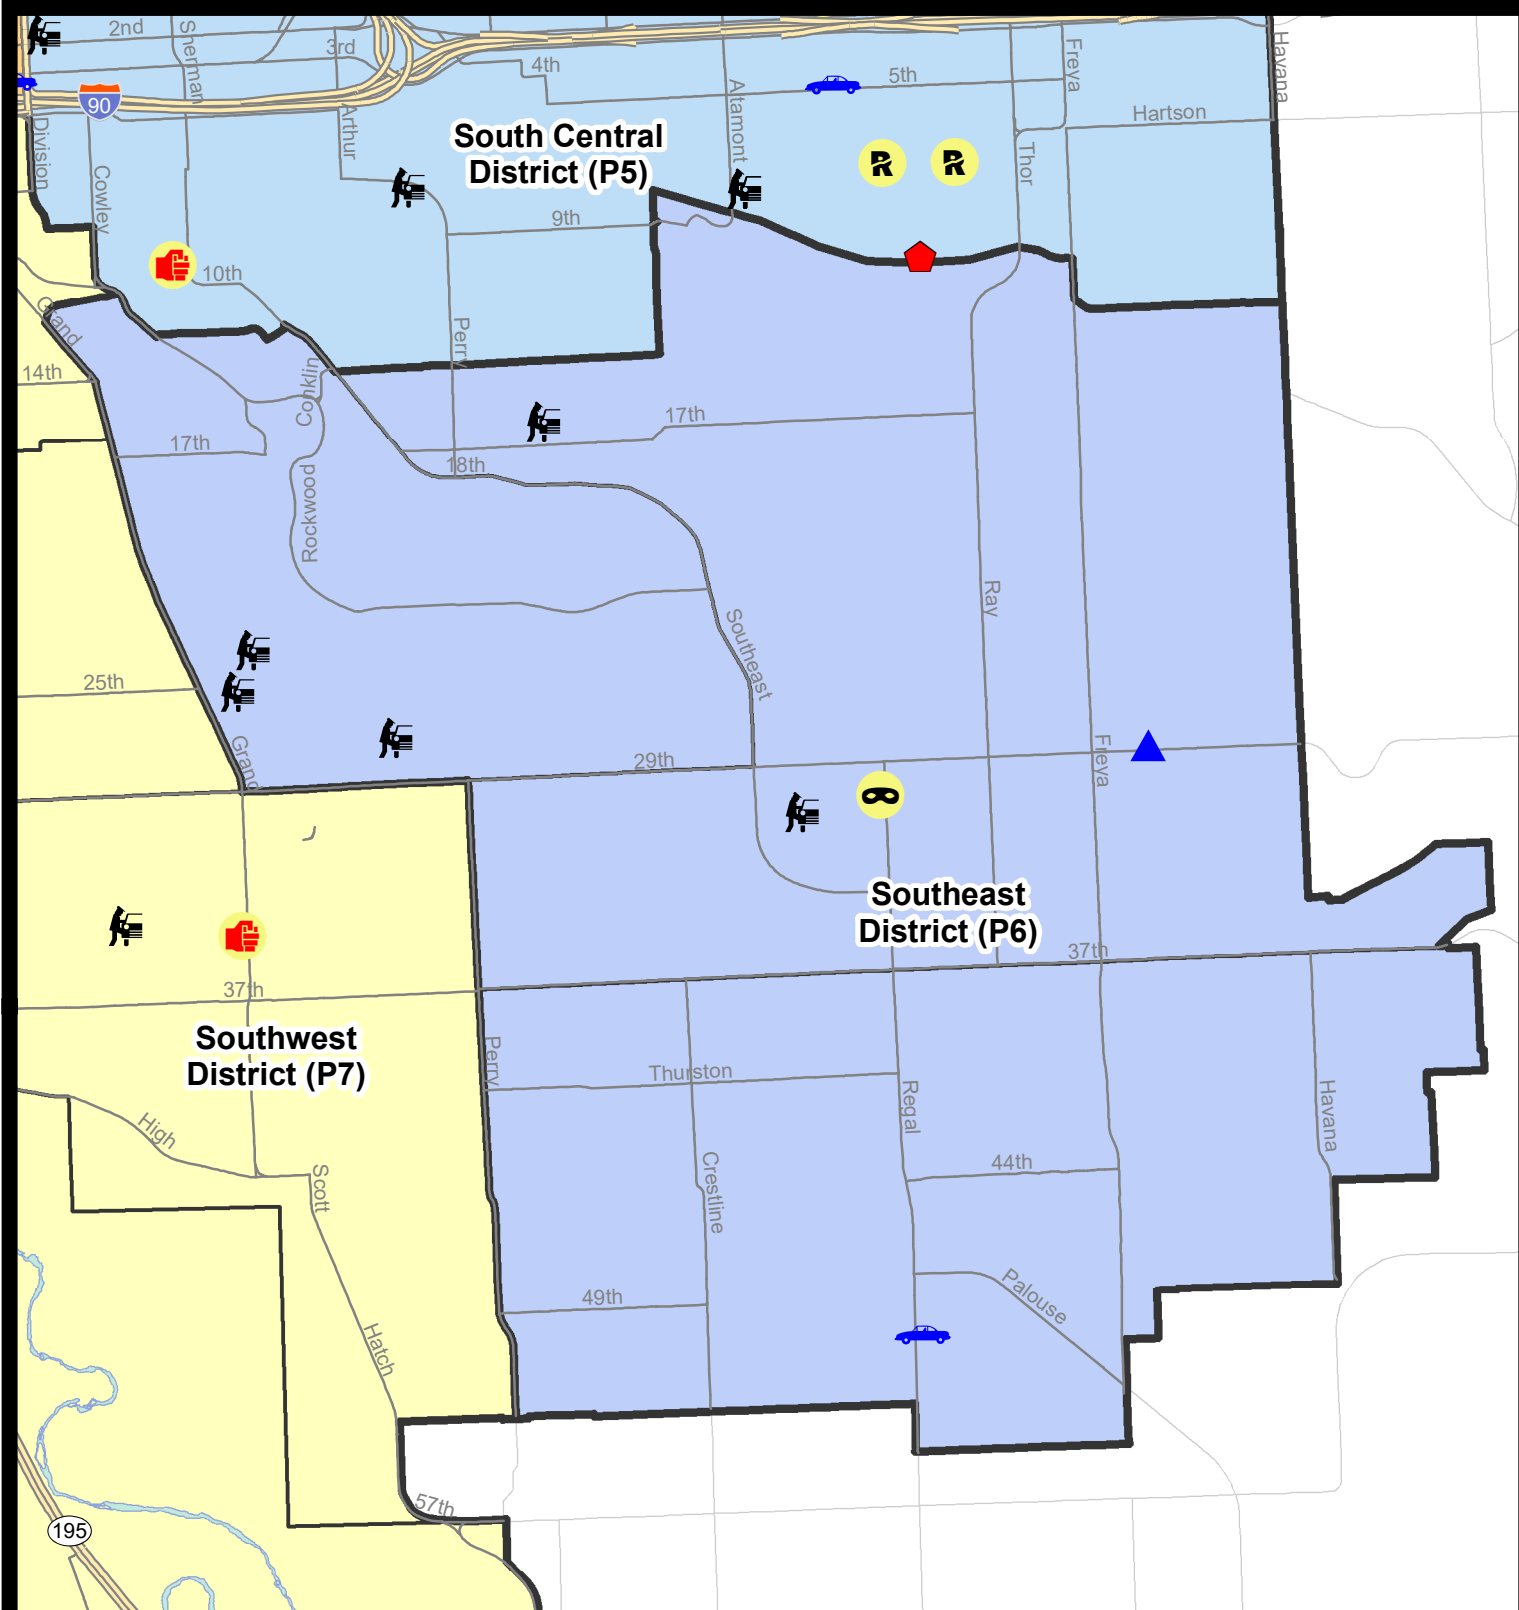 2nd
Sherman
3rd
4th
5th
Freya
Havana
90
Division
Arthur
Altamont
Hartson
South Central
District (P5)
R
R
Thor
Cowley
9th
10th
Grand
Perry
14th
Conklin
17th
17th
18th
Rockwood
Ray
Southeast
25th
Grand
29th
Freya
Southeast
District (P6)
37th
37th
Southwest
District (P7)
Perry
Thurston
Regal
Havana
High
Scott
Crestline
44th
Palouse
49th
Hatch
57th
195